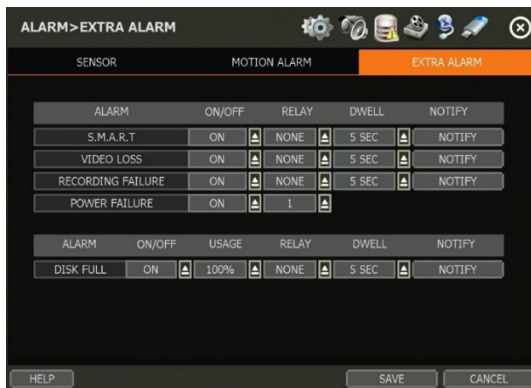 ALARM>EXTRA ALARM
SENSOR MOTION ALARM EXTRA ALARM
ALARM ON/OFF RELAY DWELL NOTIFY
S.M.A.R.T ON NONE 5 SEC NOTIFY
VIDEO LOSS ON NONE 5 SEC NOTIFY
RECORDING FAILURE ON NONE 5 SEC NOTIFY
POWER FAILURE ON 1
ALARM ON/OFF USAGE RELAY DWELL NOTIFY
DISK FULL ON 100% NONE 5 SEC NOTIFY
HELP SAVE CANCEL